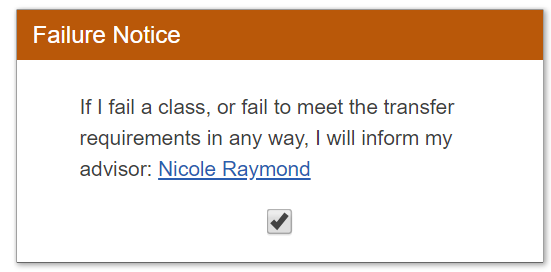 Failure Notice
If I fail a class, or fail to meet the transfer
requirements in any way, I will inform my
advisor: Nicole Raymond